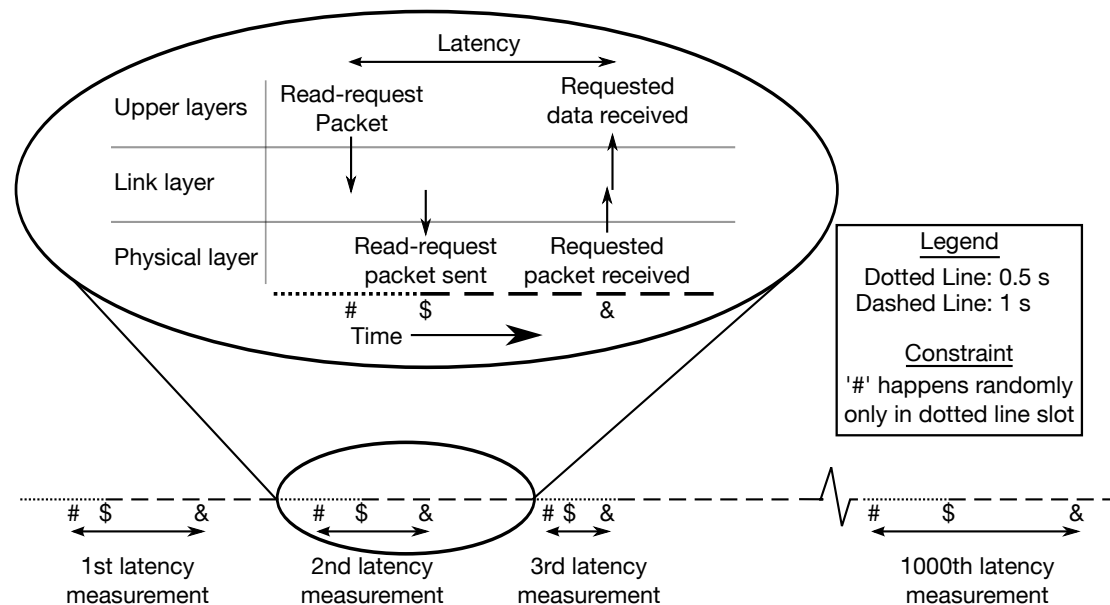 Latency
Upper layers
Read-request
Packet
Requested
data received
Link layer
Physical layer
Read-request
packet sent
Requested
packet received
# $ &
Time
Legend
Dotted Line: 0.5 s
Dashed Line: 1 s
Constraint
'#' happens randomly
only in dotted line slot
# $ &
# $ &
# $ &
# $ &
1st latency
measurement
2nd latency
measurement
3rd latency
measurement
1000th latency
measurement